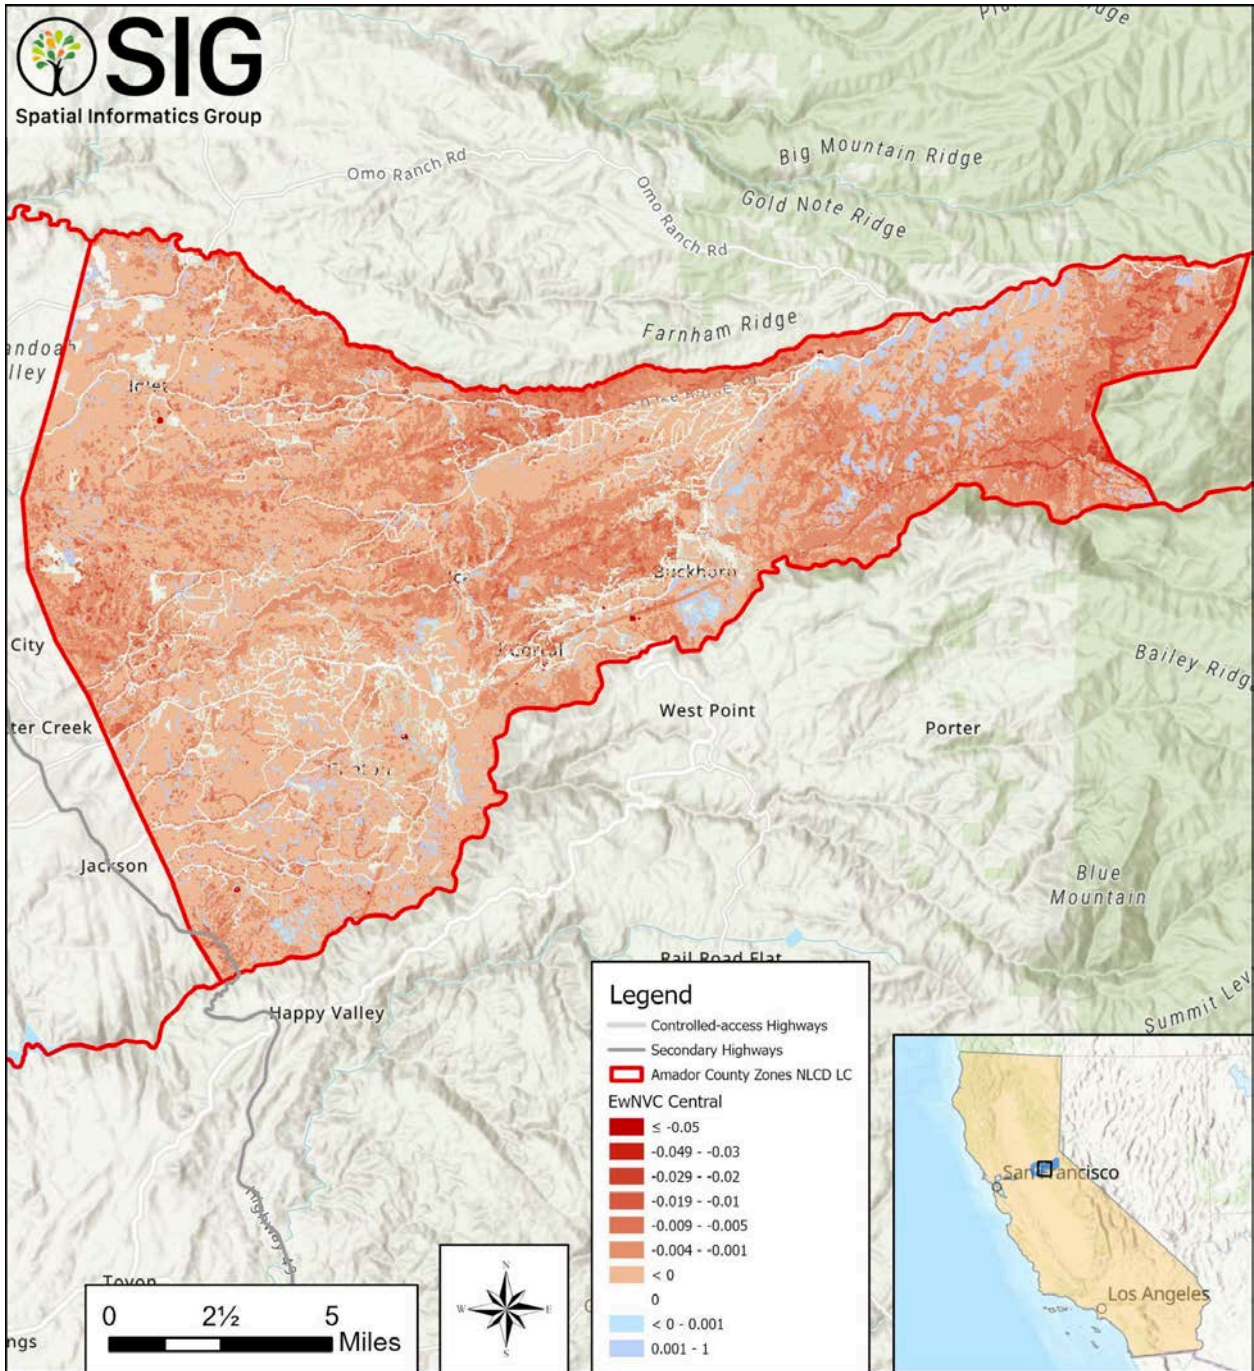 SIG
Spatial Informatics Group
Omo Ranch Rd
Big Mountain Ridge
Gold Note Ridge
Omo Ranch Rd
Farnham Ridge
Buckhorn
City
Bailey Ridg
ter Creek
West Point
Porter
Jackson
Blue
Mountain
Rail Road Flat
Happy Valley
Summit Lev
Highway 49
ngs
0 2½ 5
Miles
N
W E
S
Legend
Controlled-access Highways
Secondary Highways
Amador County Zones NLCD LC
EwNVC Central
≤ -0.05
-0.049 - -0.03
-0.029 - -0.02
-0.019 - -0.01
-0.009 - -0.005
-0.004 - -0.001
< 0
0
< 0 - 0.001
0.001 - 1
San Francisco
Los Angeles